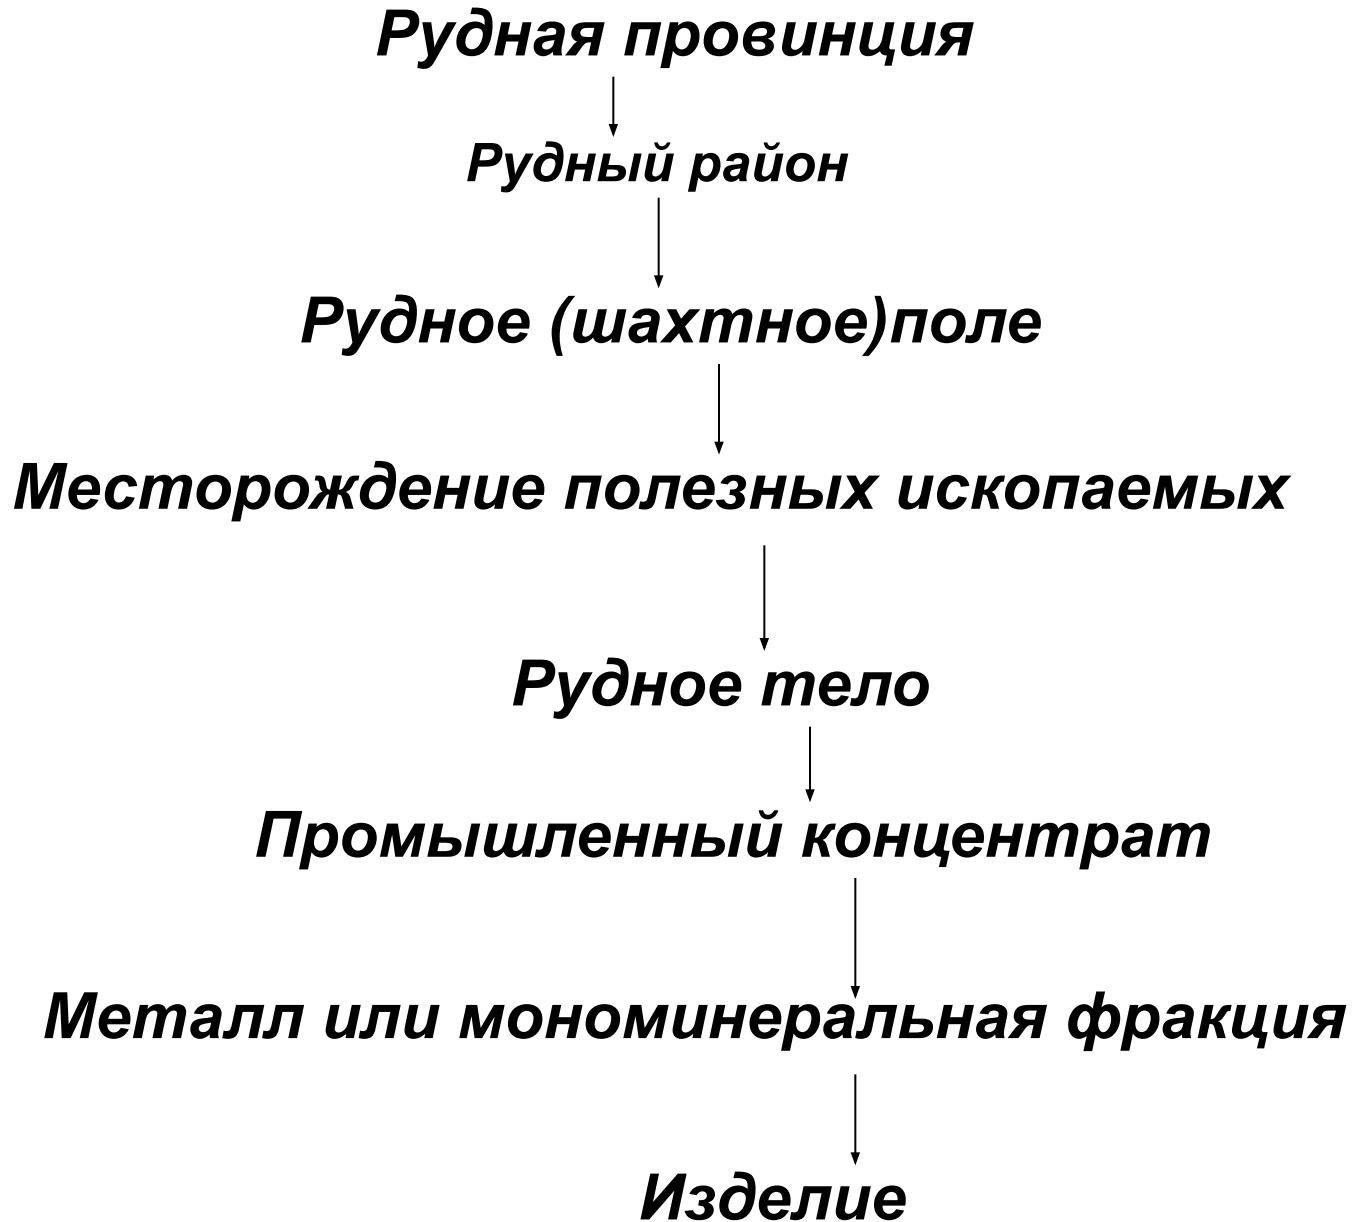 Рудная провинция
Рудный район
Рудное (шахтное)поле
Месторождение полезных ископаемых
Рудное тело
Промышленный концентрат
Металл или мономинеральная фракция
Изделие